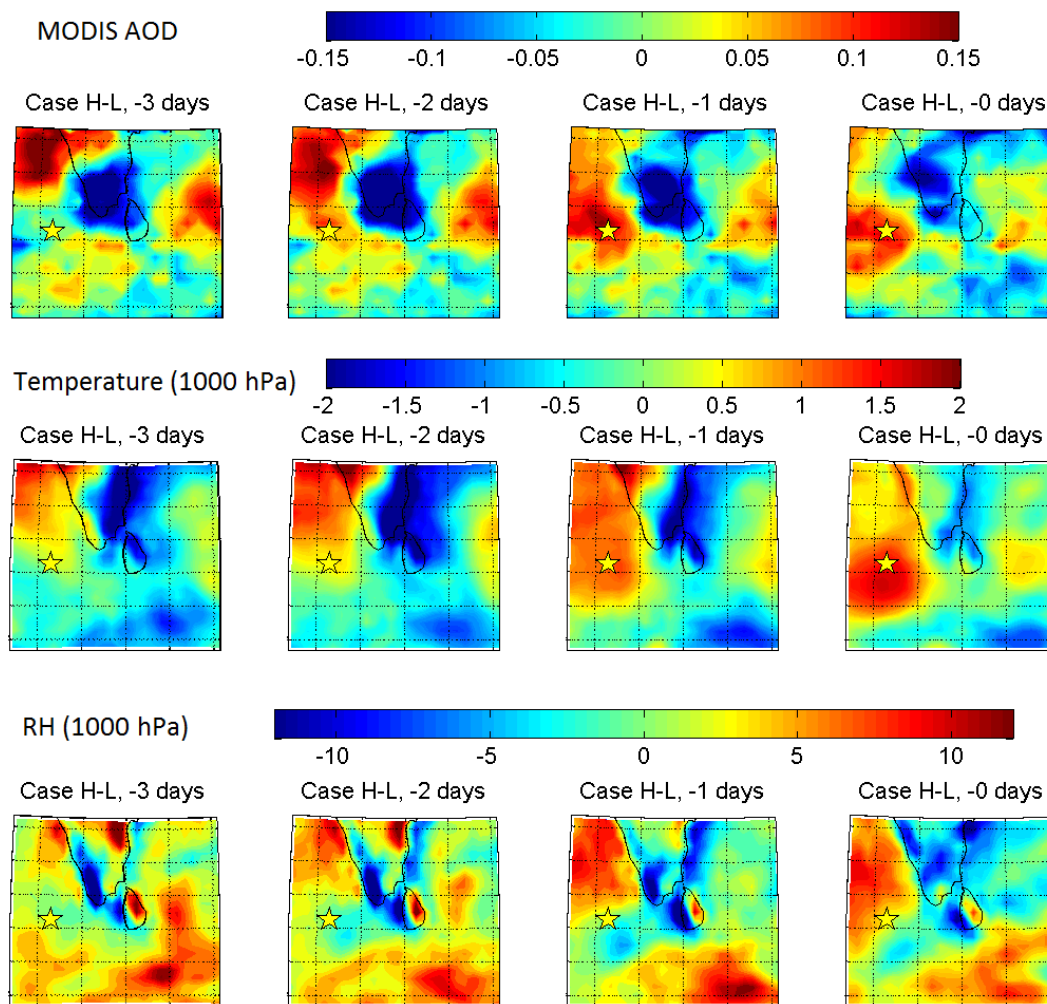 MODIS AOD
-0.15 -0.1 -0.05 0 0.05 0.1 0.15
Case H-L, -3 days Case H-L, -2 days Case H-L, -1 days Case H-L, -0 days
Temperature (1000 hPa)
-2 -1.5 -1 -0.5 0 0.5 1 1.5 2
Case H-L, -3 days Case H-L, -2 days Case H-L, -1 days Case H-L, -0 days
RH (1000 hPa)
-10 -5 0 5 10
Case H-L, -3 days Case H-L, -2 days Case H-L, -1 days Case H-L, -0 days